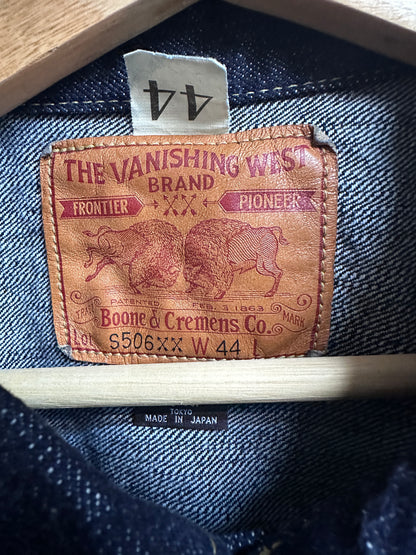 44
THE VANISHING WEST
BRAND
FRONTIER PIONEER
PATENTED FEB. 3, 1863
TRADE MARK
Boone & Cremens Co.
LOT S506XX W 44 L
TOKYO
MADE IN JAPAN